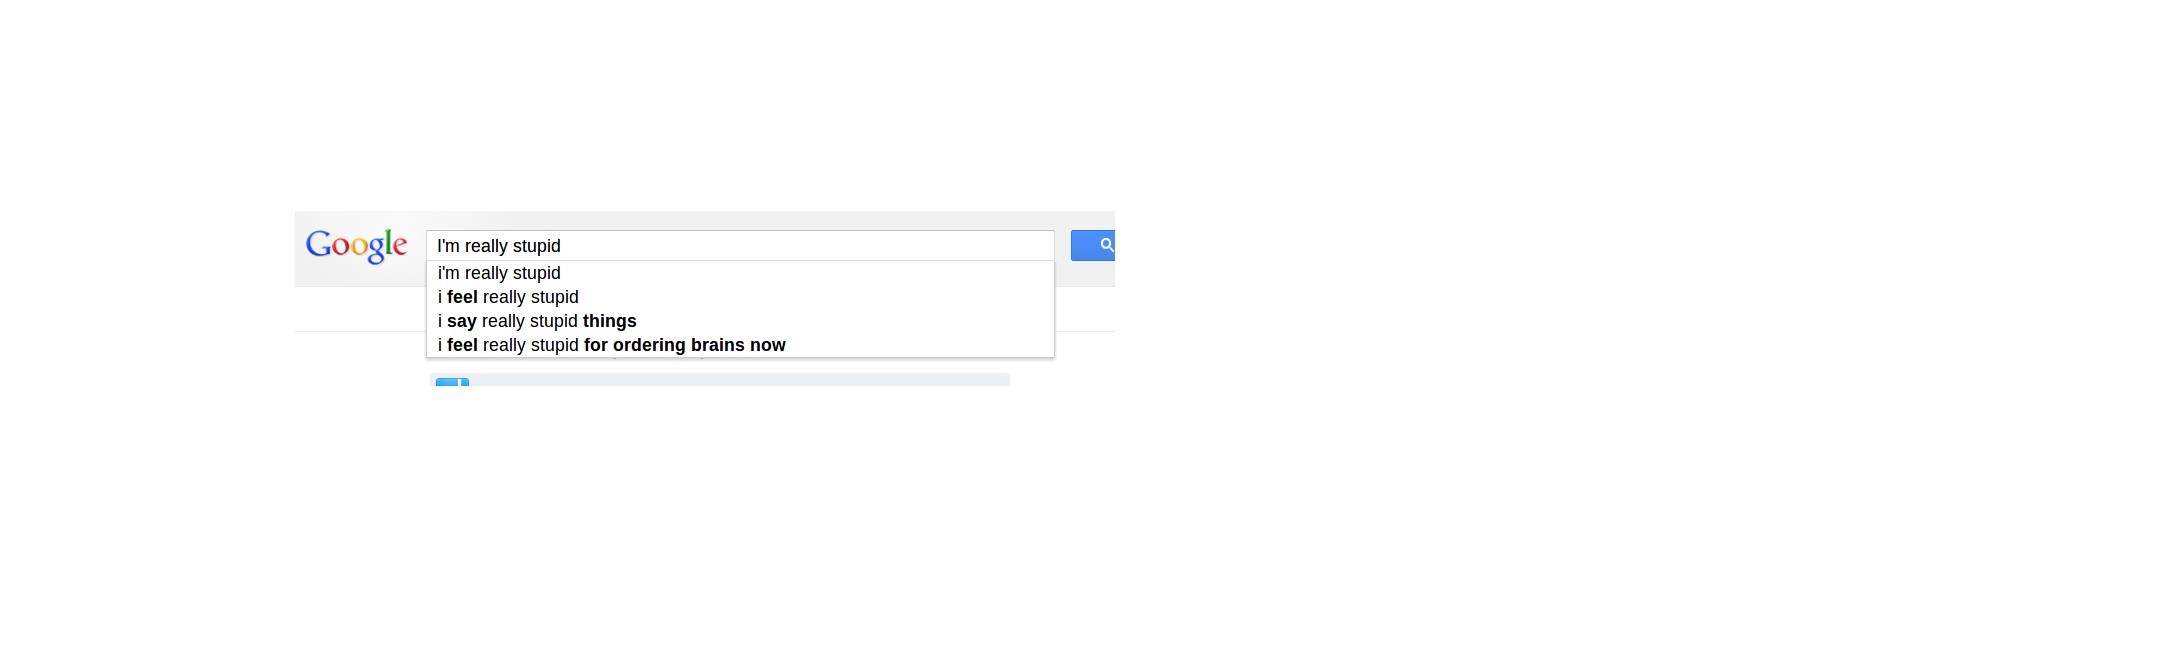 Google
I'm really stupid
i'm really stupid
i feel really stupid
i say really stupid things
i feel really stupid for ordering brains now